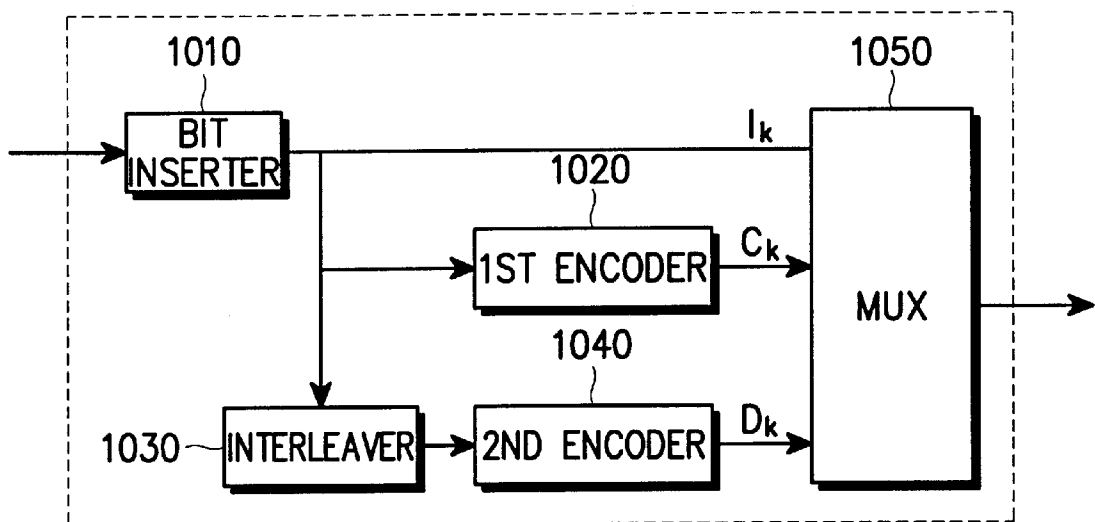 1010
BIT
INSERTER
1050
Ik
1020
1ST ENCODER
Ck
MUX
1040
1030
INTERLEAVER
2ND ENCODER
Dk